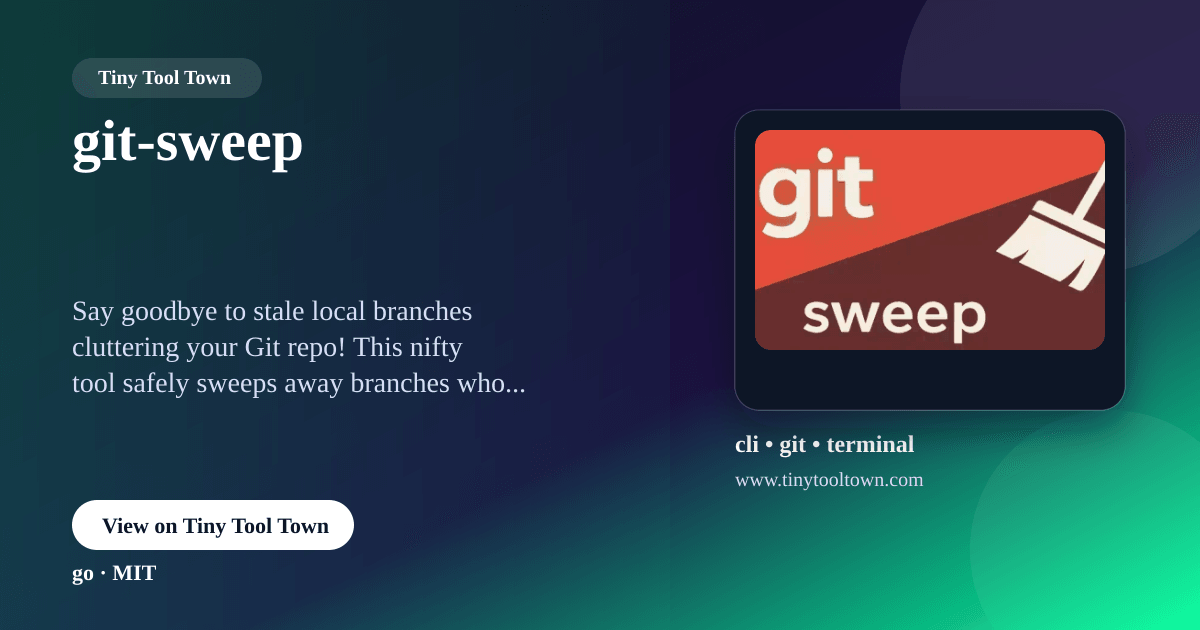 Tiny Tool Town
git-sweep
Say goodbye to stale local branches
cluttering your Git repo! This nifty
tool safely sweeps away branches who...
View on Tiny Tool Town
go · MIT
git
sweep
cli • git • terminal
www.tinytooltown.com